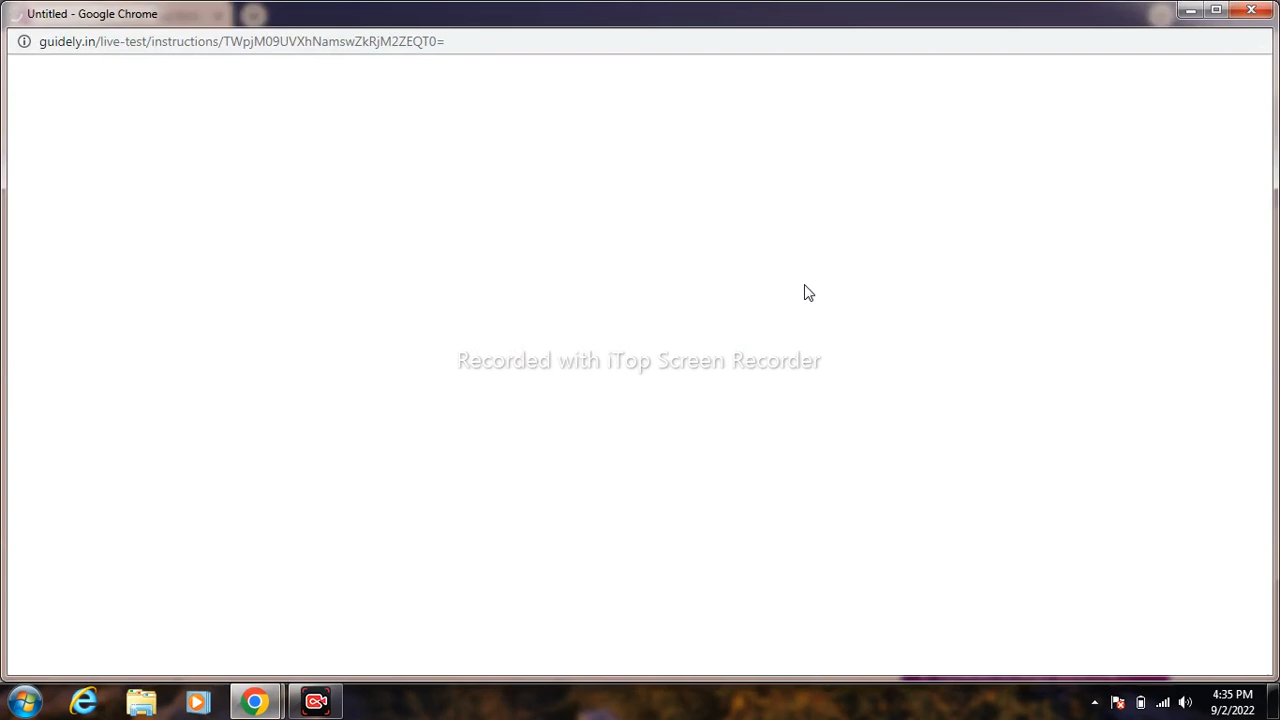 Untitled - Google Chrome
guidely.in/live-test/instructions/TWpjM09UVXhNamswZkRjM2ZEQT0=
Recorded with iTop Screen Recorder
4:35 PM
9/2/2022